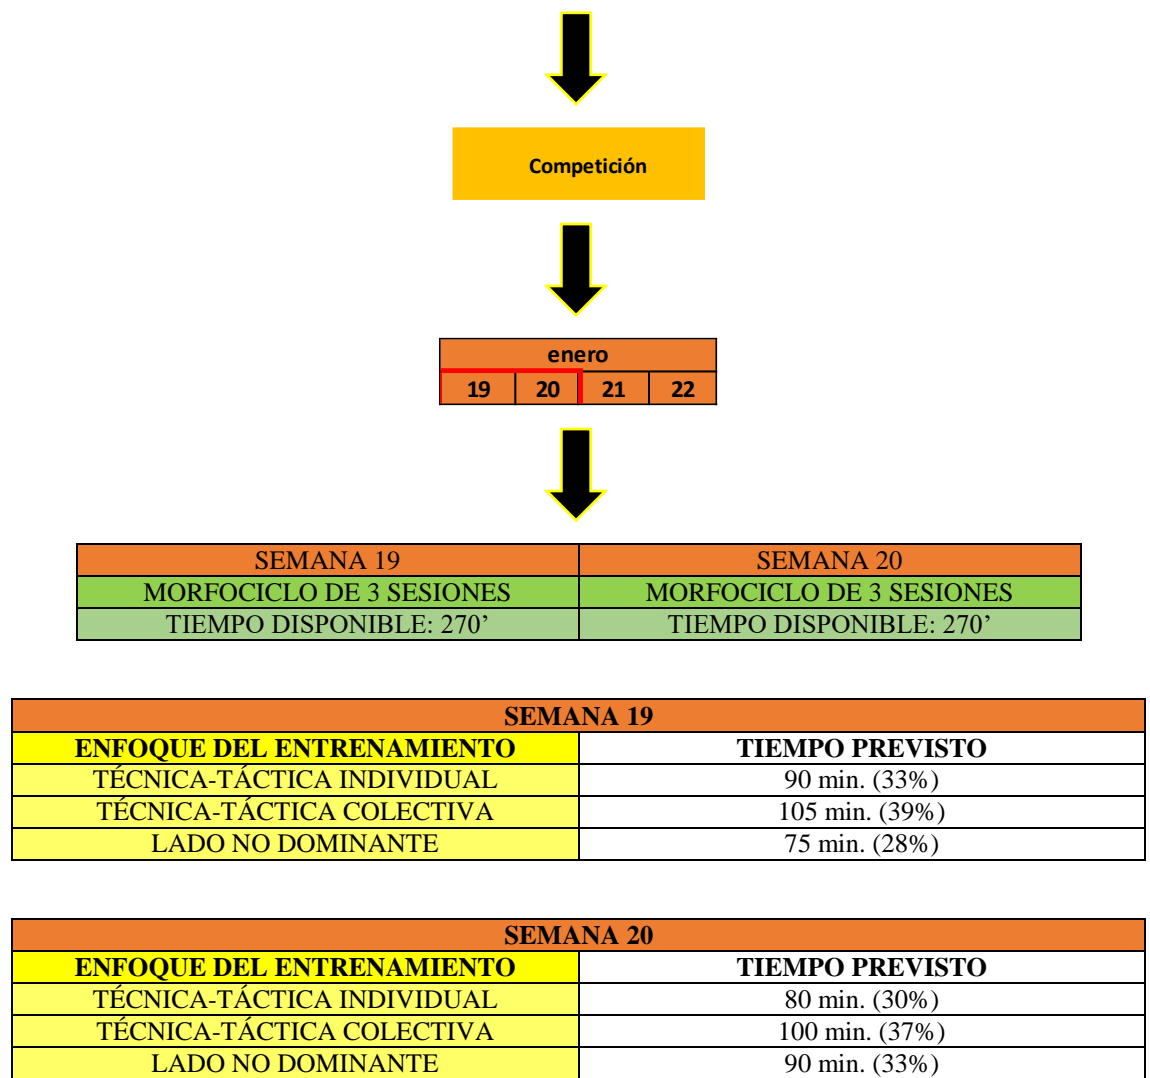 Competición
enero
19 20 21 22
SEMANA 19 SEMANA 20
MORFOCICLO DE 3 SESIONES MORFOCICLO DE 3 SESIONES
TIEMPO DISPONIBLE: 270’ TIEMPO DISPONIBLE: 270’
SEMANA 19
ENFOQUE DEL ENTRENAMIENTO TIEMPO PREVISTO
TÉCNICA-TÁCTICA INDIVIDUAL 90 min. (33%)
TÉCNICA-TÁCTICA COLECTIVA 105 min. (39%)
LADO NO DOMINANTE 75 min. (28%)
SEMANA 20
ENFOQUE DEL ENTRENAMIENTO TIEMPO PREVISTO
TÉCNICA-TÁCTICA INDIVIDUAL 80 min. (30%)
TÉCNICA-TÁCTICA COLECTIVA 100 min. (37%)
LADO NO DOMINANTE 90 min. (33%)